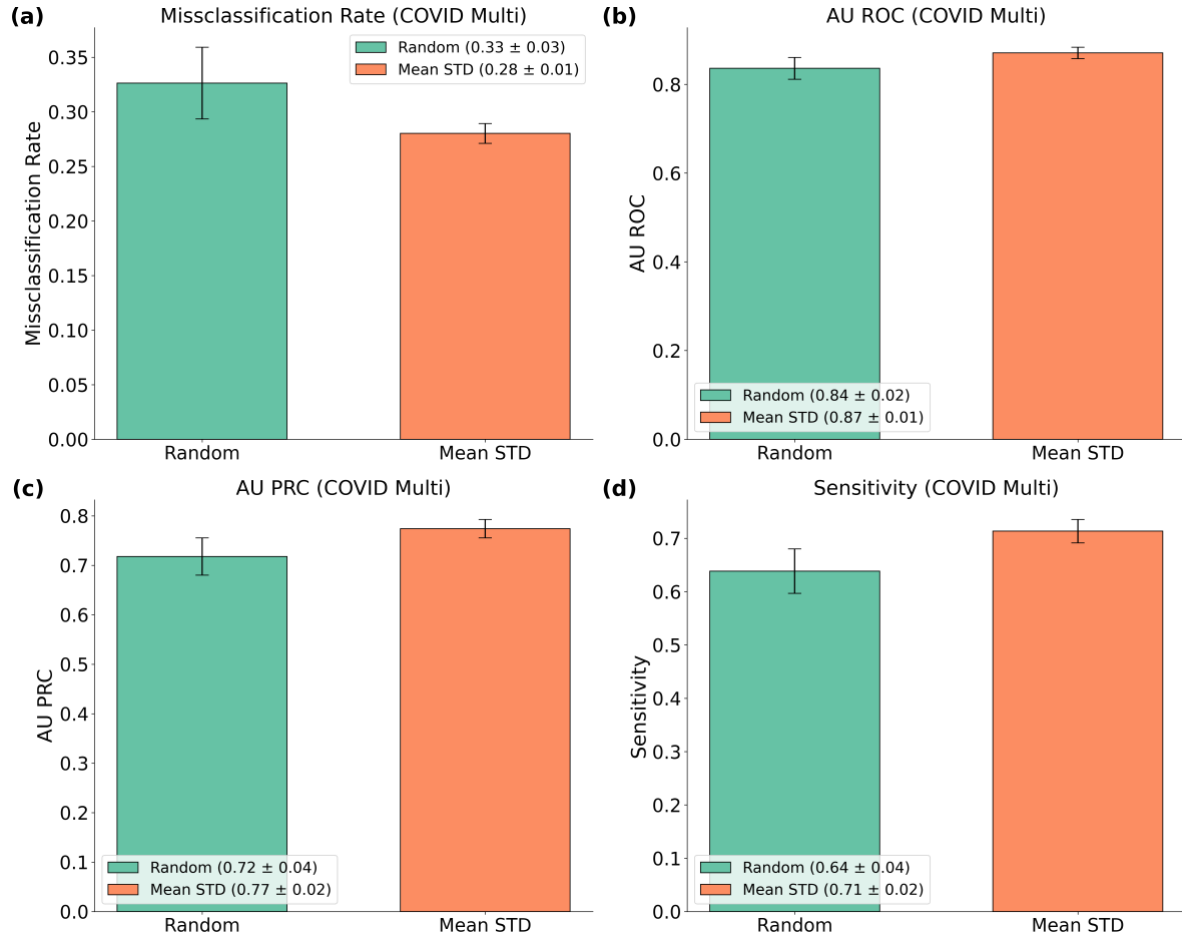 (a)
Missclassification Rate (COVID Multi)
Missclassification Rate
0.35
0.30
0.25
0.20
0.15
0.10
0.05
0.00
Random (0.33 ± 0.03)
Mean STD (0.28 ± 0.01)
Random
Mean STD
(b)
AU ROC (COVID Multi)
AU ROC
0.8
0.6
0.4
0.2
0.0
Random (0.84 ± 0.02)
Mean STD (0.87 ± 0.01)
Random
Mean STD
(c)
AU PRC (COVID Multi)
AU PRC
0.8
0.7
0.6
0.5
0.4
0.3
0.2
0.1
0.0
Random (0.72 ± 0.04)
Mean STD (0.77 ± 0.02)
Random
Mean STD
(d)
Sensitivity (COVID Multi)
Sensitivity
0.7
0.6
0.5
0.4
0.3
0.2
0.1
0.0
Random (0.64 ± 0.04)
Mean STD (0.71 ± 0.02)
Random
Mean STD